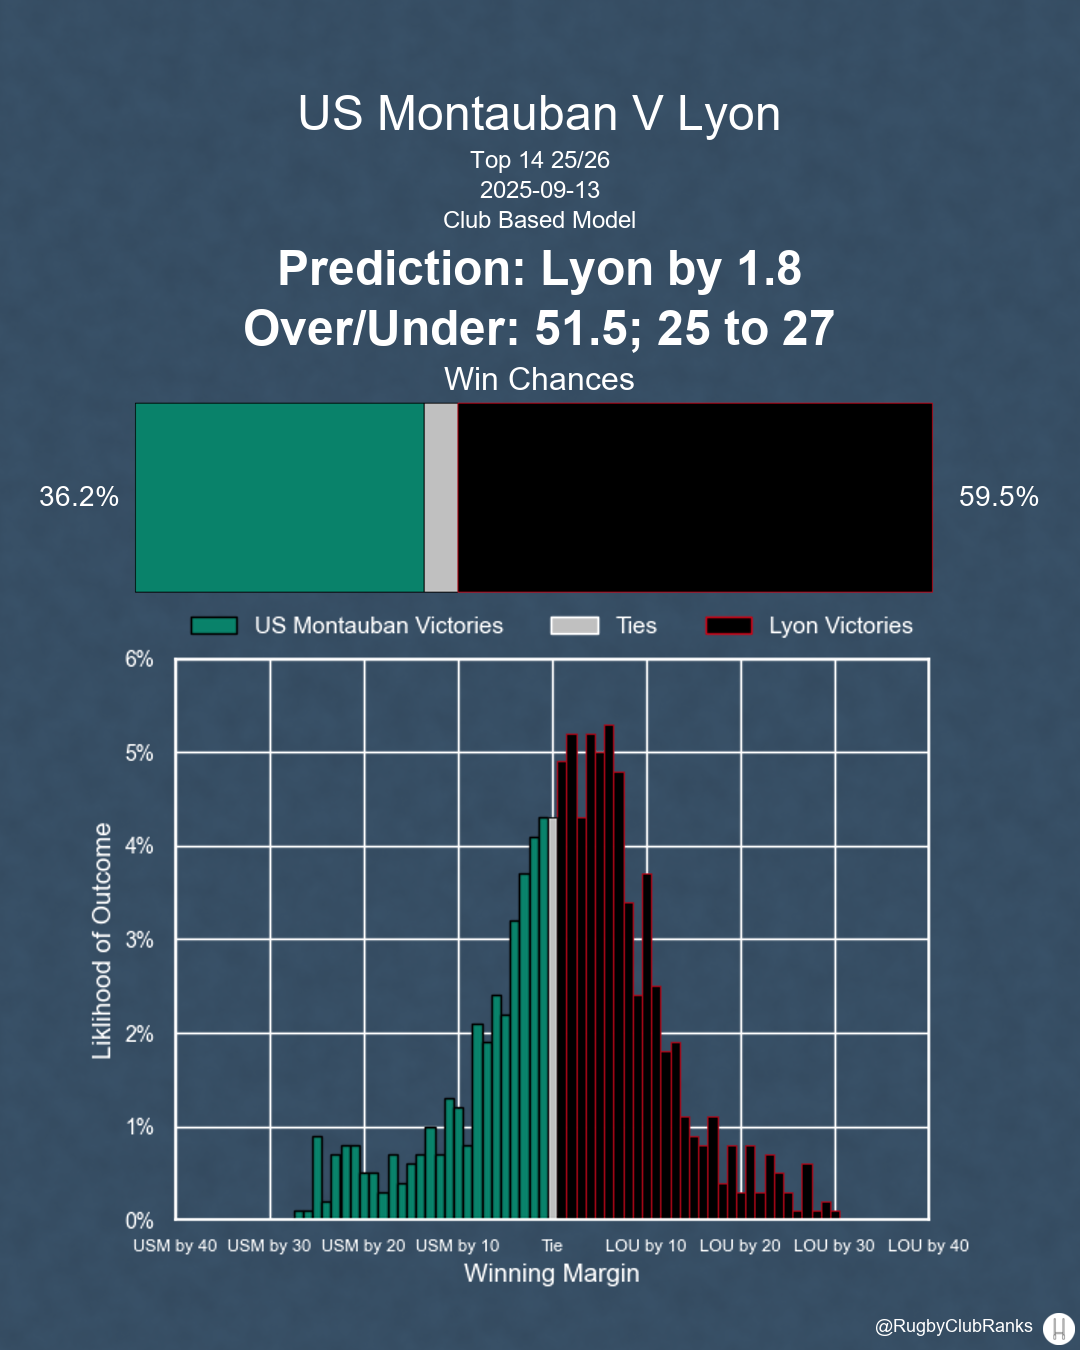 US Montauban V Lyon
Top 14 25/26
2025-09-13
Club Based Model
Prediction: Lyon by 1.8
Over/Under: 51.5; 25 to 27
Win Chances
36.2%
59.5%
US Montauban Victories
Ties
Lyon Victories
6%
5%
4%
3%
2%
1%
0%
Liklihood of Outcome
USM by 40
USM by 30
USM by 20
USM by 10
Tie
LOU by 10
LOU by 20
LOU by 30
LOU by 40
Winning Margin
@RugbyClubRanks